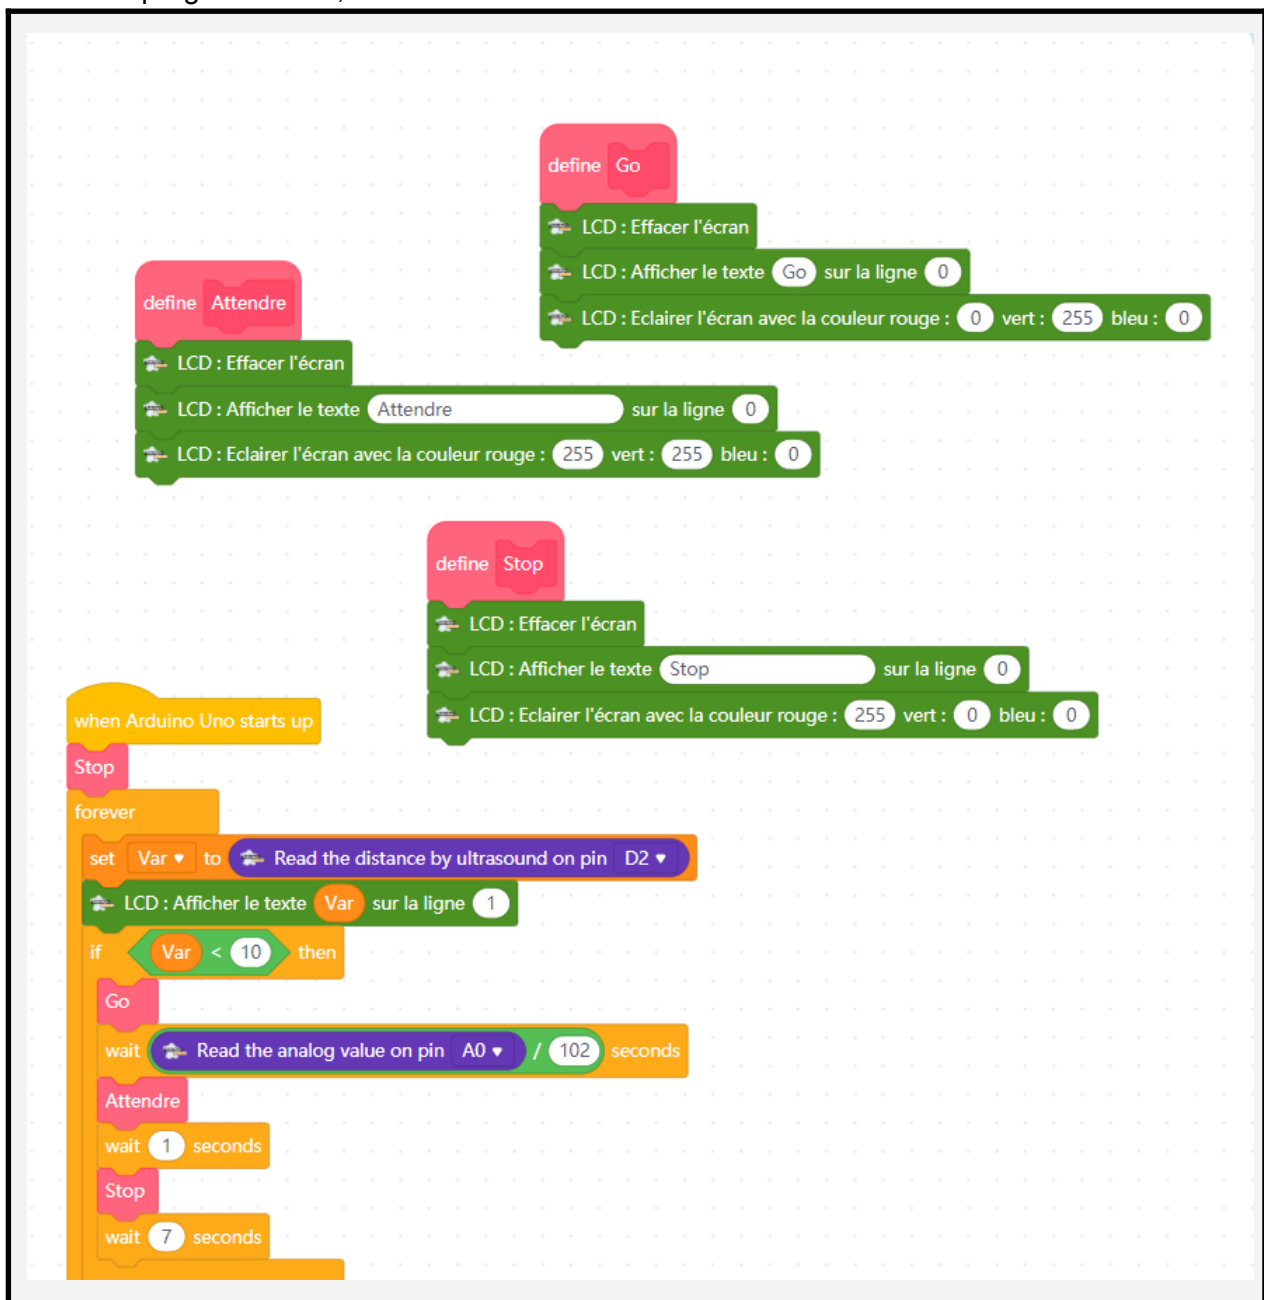 define Go
LCD : Effacer l'écran
LCD : Afficher le texte Go sur la ligne 0
LCD : Eclairer l'écran avec la couleur rouge : 0 vert : 255 bleu : 0
define Attendre
LCD : Effacer l'écran
LCD : Afficher le texte Attendre sur la ligne 0
LCD : Eclairer l'écran avec la couleur rouge : 255 vert : 255 bleu : 0
define Stop
LCD : Effacer l'écran
LCD : Afficher le texte Stop sur la ligne 0
LCD : Eclairer l'écran avec la couleur rouge : 255 vert : 0 bleu : 0
when Arduino Uno starts up
Stop
forever
set Var to Read the distance by ultrasound on pin D2
LCD : Afficher le texte Var sur la ligne 1
if Var < 10 then
Go
wait Read the analog value on pin A0 / 102 seconds
Attendre
wait 1 seconds
Stop
wait 7 seconds